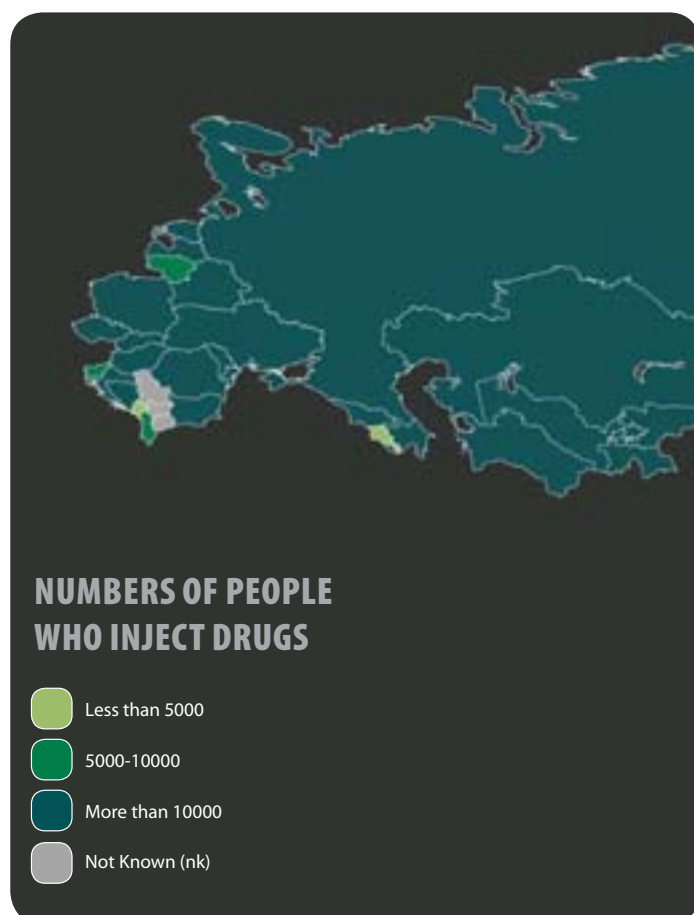 NUMBERS OF PEOPLE
WHO INJECT DRUGS
Less than 5000
5000-10000
More than 10000
Not Known (nk)